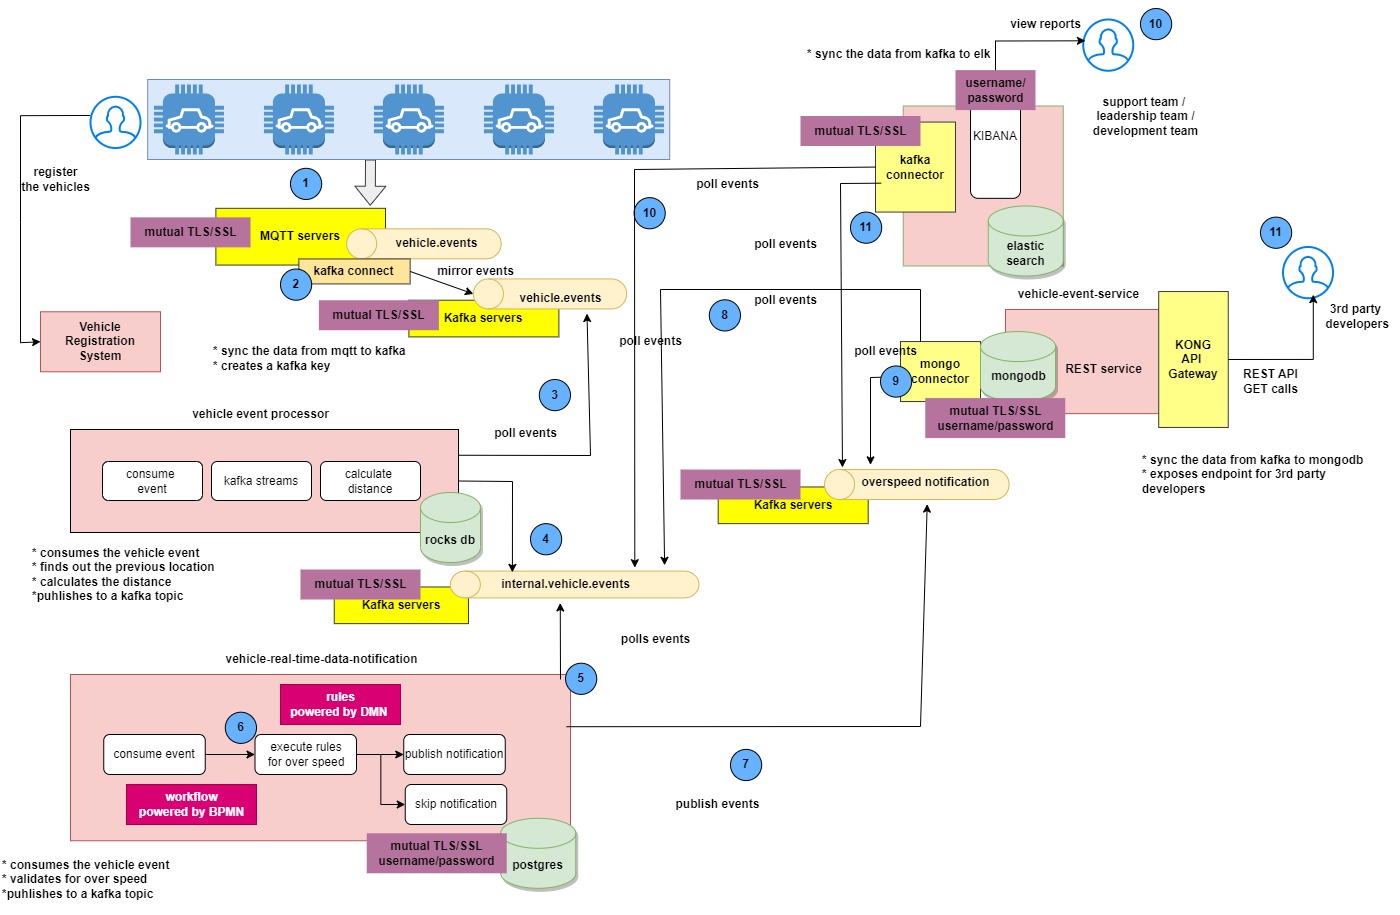 view reports
10
* sync the data from kafka to elk
username/
password
support team /
leadership team /
development team
mutual TLS/SSL
KIBANA
kafka
connector
register
the vehicles
1
poll events
10
11
poll events
elastic
search
11
mutual TLS/SSL
MQTT servers
vehicle.events
kafka connect
mirror events
2
vehicle.events
mutual TLS/SSL
Kafka servers
vehicle-event-service
poll events
8
3rd party
developers
Vehicle
Registration
System
* sync the data from mqtt to kafka
* creates a kafka key
poll events
poll events
mongo
connector
9
mongodb
REST service
KONG
API
Gateway
REST API
GET calls
mutual TLS/SSL
username/password
3
poll events
vehicle event processor
consume
event
kafka streams
calculate
distance
rocks db
* sync the data from kafka to mongodb
* exposes endpoint for 3rd party
developers
mutual TLS/SSL
Kafka servers
overspeed notification
4
* consumes the vehicle event
* finds out the previous location
* calculates the distance
*puhlishes to a kafka topic
mutual TLS/SSL
Kafka servers
internal.vehicle.events
polls events
vehicle-real-time-data-notification
5
rules
powered by DMN
6
consume event
execute rules
for over speed
publish notification
skip notification
workflow
powered by BPMN
7
publish events
mutual TLS/SSL
username/password
postgres
* consumes the vehicle event
* validates for over speed
*puhlishes to a kafka topic